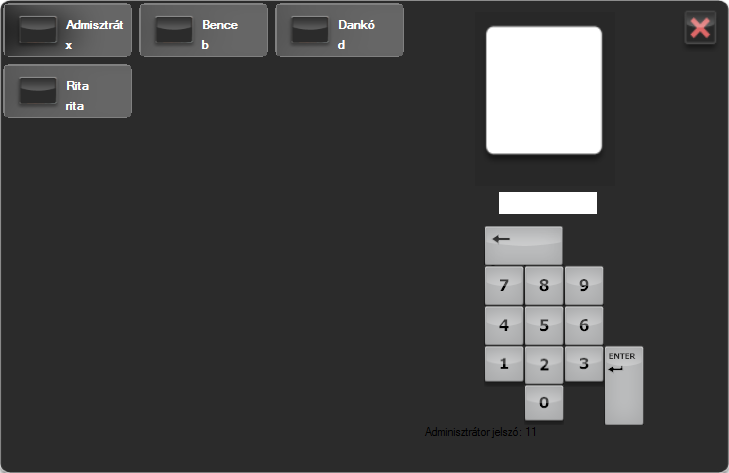 Admisztrát
x
Bence
b
Dankó
d
Rita
rita
7 8 9
4 5 6
1 2 3
ENTER
0
Adminisztrátor jelszó: 11